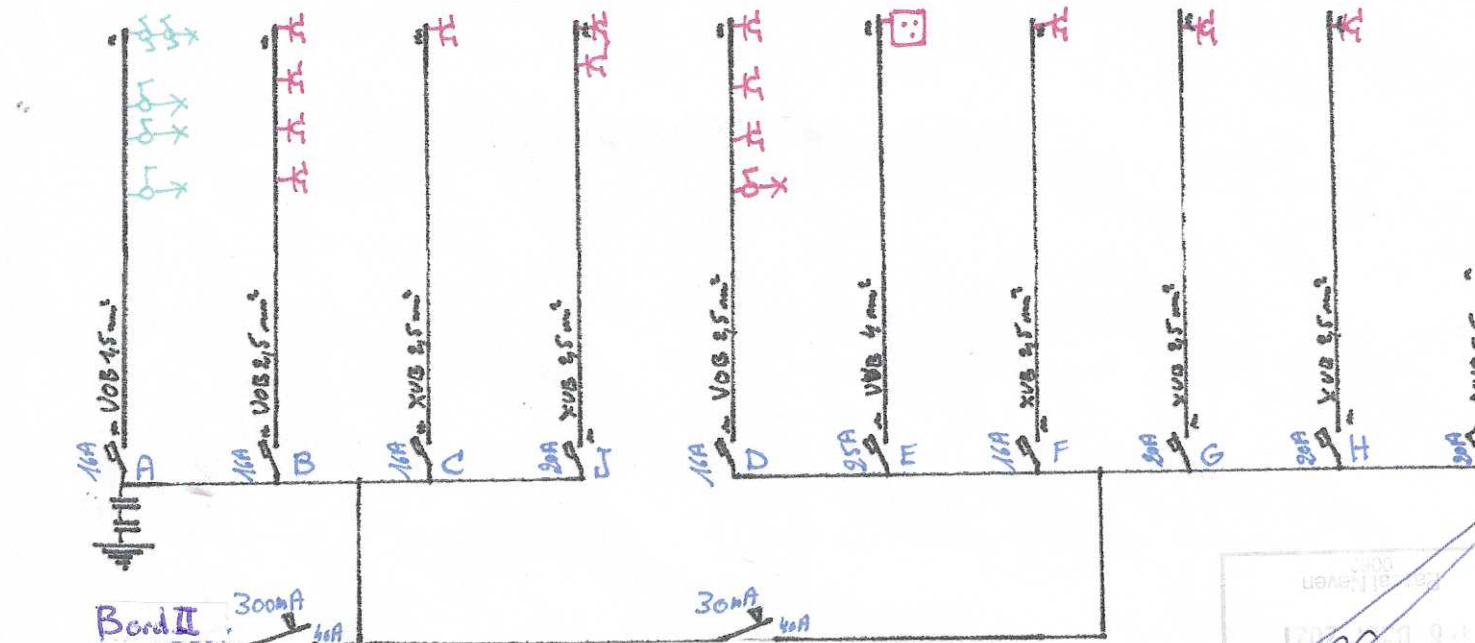 VOB 1,5 mm²
VOB 2,5 mm²
XVB 2,5 mm²
XVB 2,5 mm²
VOB 2,5 mm²
4 mm²
XVB 2,5 mm²
XVB 2,5 mm²
XVB 2,5 mm²
16A A
16A B
16A C
20A J
16A D
25A E
16A F
20A G
20A H
20A
Bord II
300mA
40A
30mA
40A
Pascal Neven